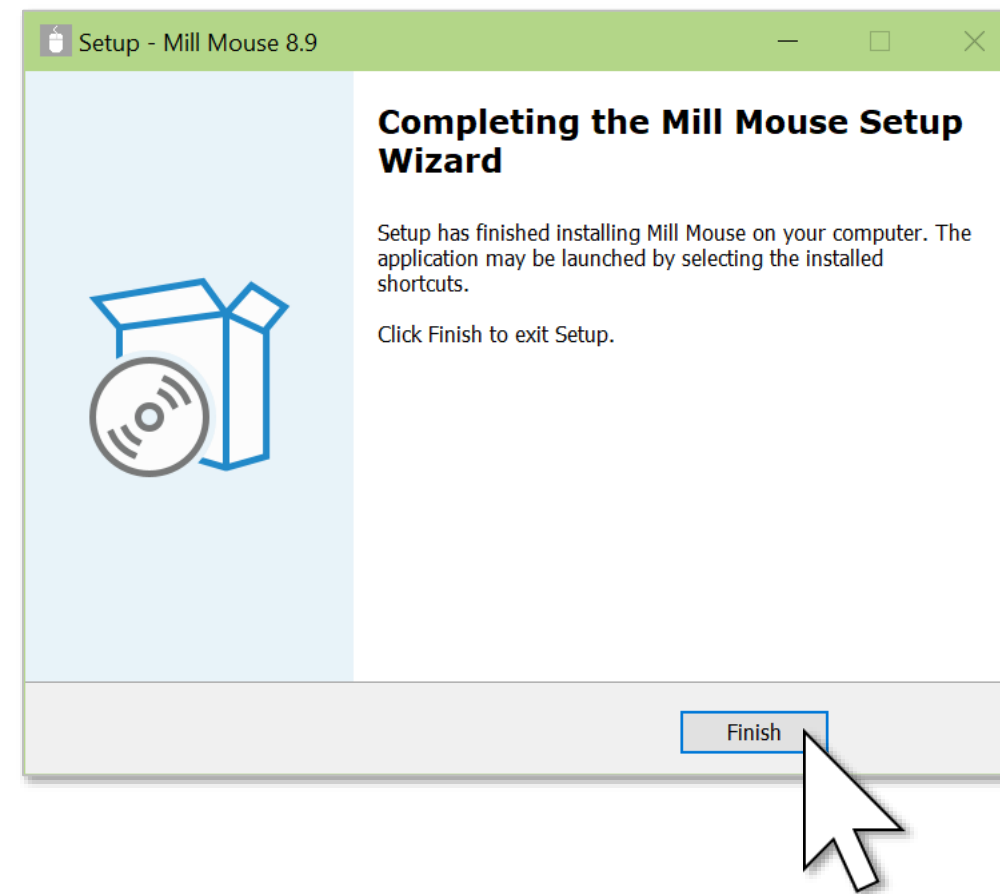 Setup - Mill Mouse 8.9
Completing the Mill Mouse Setup
Wizard
Setup has finished installing Mill Mouse on your computer. The
application may be launched by selecting the installed
shortcuts.
Click Finish to exit Setup.
Finish